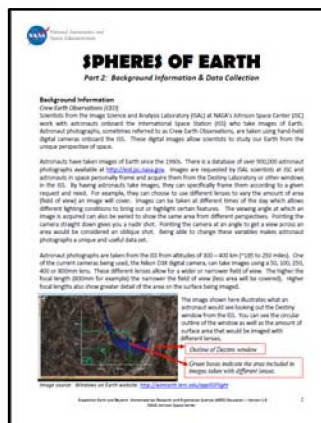 National Aeronautics and
Space Administration
SPHERES OF EARTH
Part 2: Background Information & Data Collection
Background Information
Crew Earth Observations (CEO)
Scientists from the Image Science and Analysis Laboratory (ISAL) at NASA's Johnson Space Center (JSC)
work with astronauts onboard the International Space Station (ISS) who take images of Earth.
Astronaut photographs, sometimes referred to as Crew Earth Observations, are taken using hand-held
digital cameras onboard the ISS. These digital images allow scientists to study our Earth from the
unique perspective of space.
Astronauts have taken images of Earth since the 1960s. There is a database of over 900,000 astronaut
photographs available at http://eol.jsc.nasa.gov. Images are requested by ISAL scientists at JSC and
astronauts in space personally frame and acquire them from the Destiny Laboratory or other windows
in the ISS. By having astronauts take images, they can specifically frame them according to a given
request and need. For example, they can choose to use different lenses to vary the amount of area
(field of view) an image will cover. Images can be taken at different times of the day which allows
different lighting conditions to bring out or highlight certain features. The viewing angle at which an
image is acquired can also be varied to show the same area from different perspectives. Pointing the
camera straight down gives you a nadir shot. Pointing the camera at an angle to get a view across an
area would be considered an oblique shot. Being able to change these variables makes astronaut
photographs a unique and useful data set.
Astronaut photographs are taken from the ISS from altitudes of 300 – 400 km (~185 to 250 miles). One
of the current cameras being used, the Nikon D3X digital camera, can take images using a 50, 100, 250,
400 or 800mm lens. These different lenses allow for a wider or narrower field of view. The higher the
focal length (800mm for example) the narrower the field of view (less area will be covered). Higher
focal lengths also show greater detail of the area on the surface being imaged.
The image shown here illustrates what an
astronaut would see looking out the Destiny
window from the ISS. You can see the circular
outline of the window as well as the amount of
surface area that would be imaged with
different lenses.
Outline of Destiny window
Green boxes indicate the area included in
images taken with different lenses.
Image source: Windows on Earth website
2